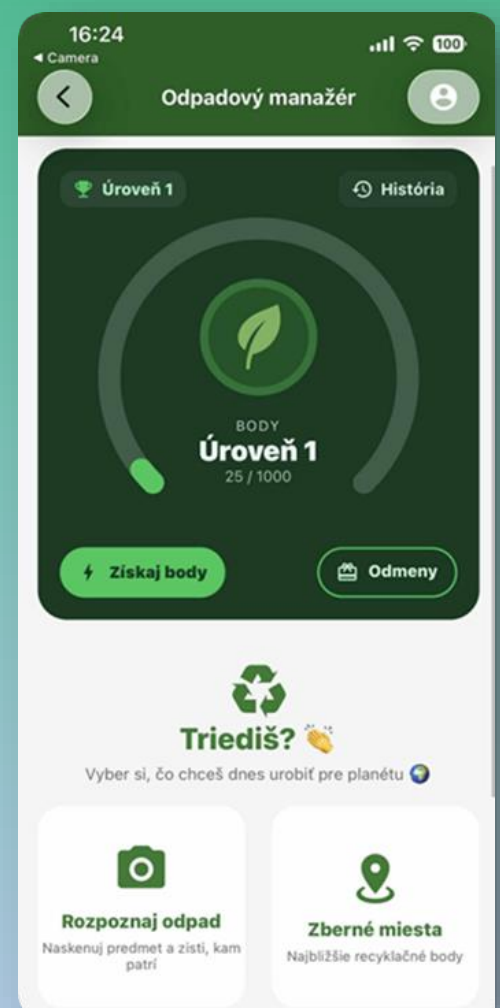 16:24
100
◀ Camera
Odpadový manažér
Úroveň 1
História
BODY
Úroveň 1
25 / 1000
Získaj body
Odmeny
Triediš? 👏
Vyber si, čo chceš dnes urobiť pre planétu 🌍
Rozpoznaj odpad
Naskenuj predmet a zisti, kam
patrí
Zberné miesta
Najbližšie recyklačné body